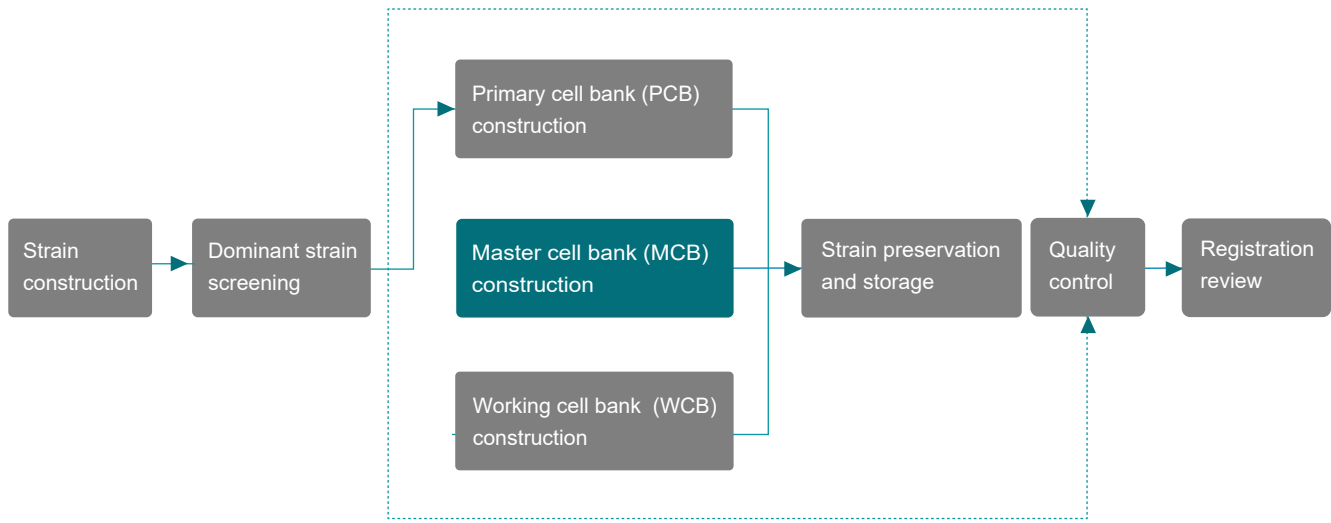 Strain
construction
Dominant strain
screening
Primary cell bank (PCB)
construction
Master cell bank (MCB)
construction
Working cell bank  (WCB)
construction
Strain preservation
and storage
Quality
control
Registration
review